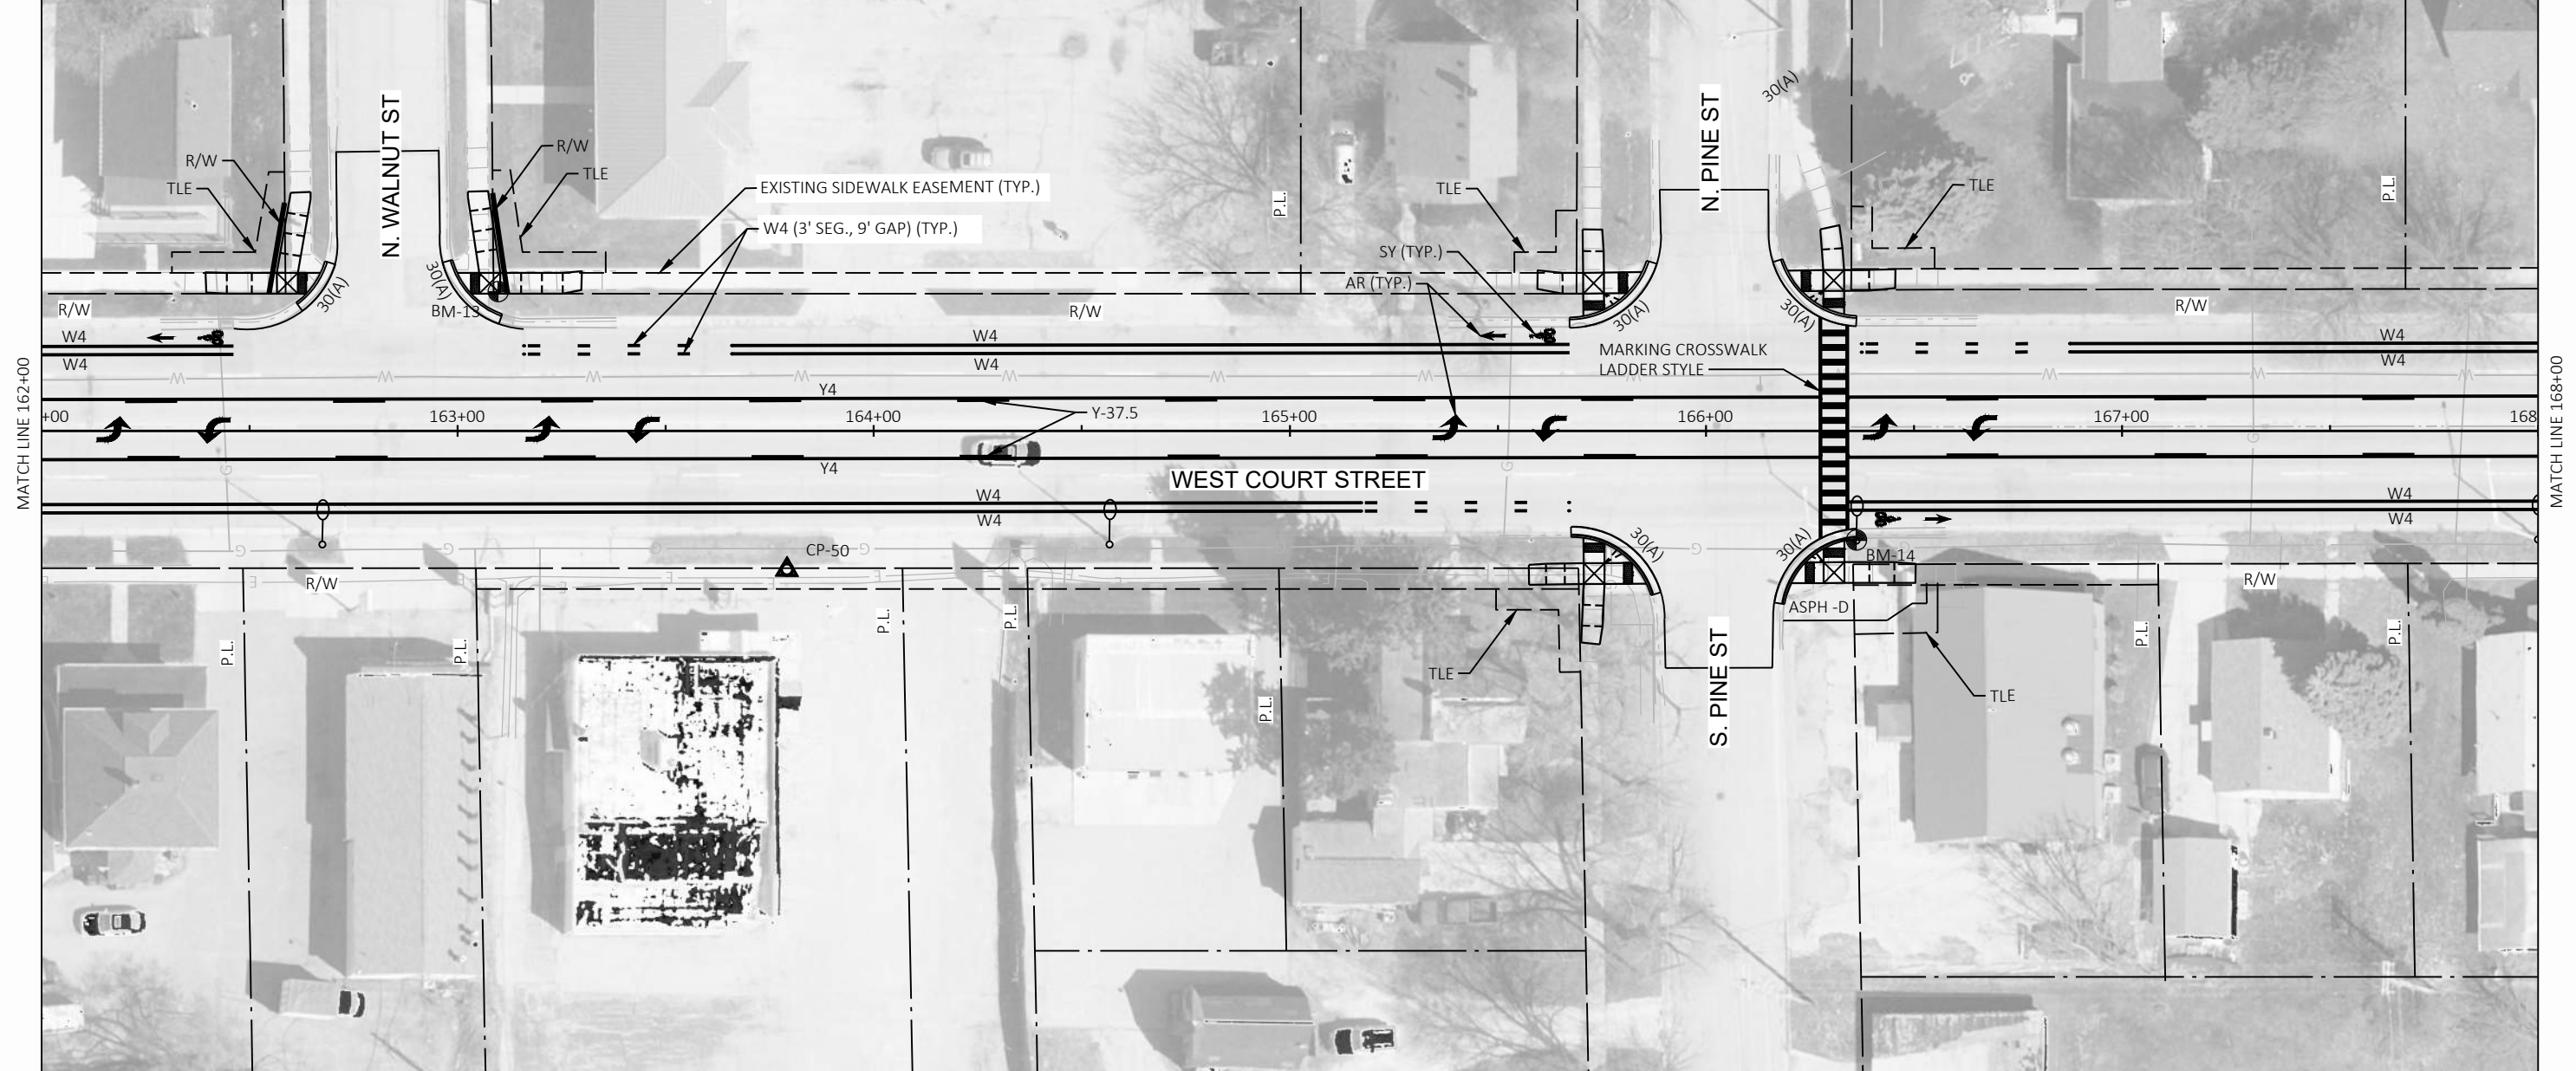 N. WALNUT ST
N. PINE ST
30(A)
R/W
TLE
R/W
TLE
EXISTING SIDEWALK EASEMENT (TYP.)
W4 (3' SEG., 9' GAP) (TYP.)
P.L.
TLE
SY (TYP.)
AR (TYP.)
TLE
P.L.
30(A)
30(A)
BM-13
R/W
R/W
30(A)
30(A)
R/W
W4
W4
W4
W4
MARKING CROSSWALK
LADDER STYLE
W4
W4
W
W
W
W
W
W
W
W
W
W
MATCH LINE 162+00
Y4
Y-37.5
+00
163+00
164+00
165+00
166+00
167+00
168
MATCH LINE 168+00
Y4
WEST COURT STREET
G
G
G
W4
W4
W4
W4
CP-50
G
G
G
G
G
30(A)
30(A)
BM-14
R/W
E
E
E
E
R/W
ASPH -D
P.L.
P.L.
P.L.
P.L.
P.L.
TLE
S. PINE ST
TLE
P.L.
P.L.